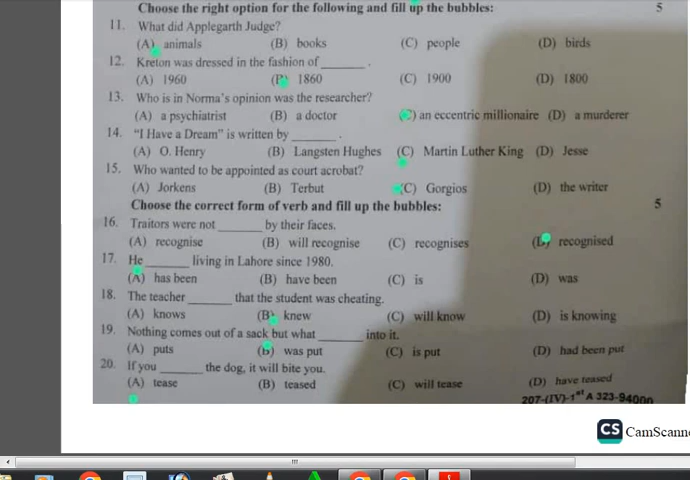 Choose the right option for the following and fill up the bubbles: 5
11. What did Applegarth Judge?
(A) animals (B) books (C) people (D) birds
12. Kreton was dressed in the fashion of ______ .
(A) 1960 (B) 1860 (C) 1900 (D) 1800
13. Who is in Norma's opinion was the researcher?
(A) a psychiatrist (B) a doctor (C) an eccentric millionaire (D) a murderer
14. "I Have a Dream" is written by ______ .
(A) O. Henry (B) Langsten Hughes (C) Martin Luther King (D) Jesse
15. Who wanted to be appointed as court acrobat?
(A) Jorkens (B) Terbut (C) Gorgios (D) the writer
Choose the correct form of verb and fill up the bubbles: 5
16. Traitors were not ______ by their faces.
(A) recognise (B) will recognise (C) recognises (D) recognised
17. He ______ living in Lahore since 1980.
(A) has been (B) have been (C) is (D) was
18. The teacher ______ that the student was cheating.
(A) knows (B) knew (C) will know (D) is knowing
19. Nothing comes out of a sack but what ______ into it.
(A) puts (B) was put (C) is put (D) had been put
20. If you ______ the dog, it will bite you.
(A) tease (B) teased (C) will tease (D) have teased
207-(IV)-1st A 323-94000
CS CamScanne